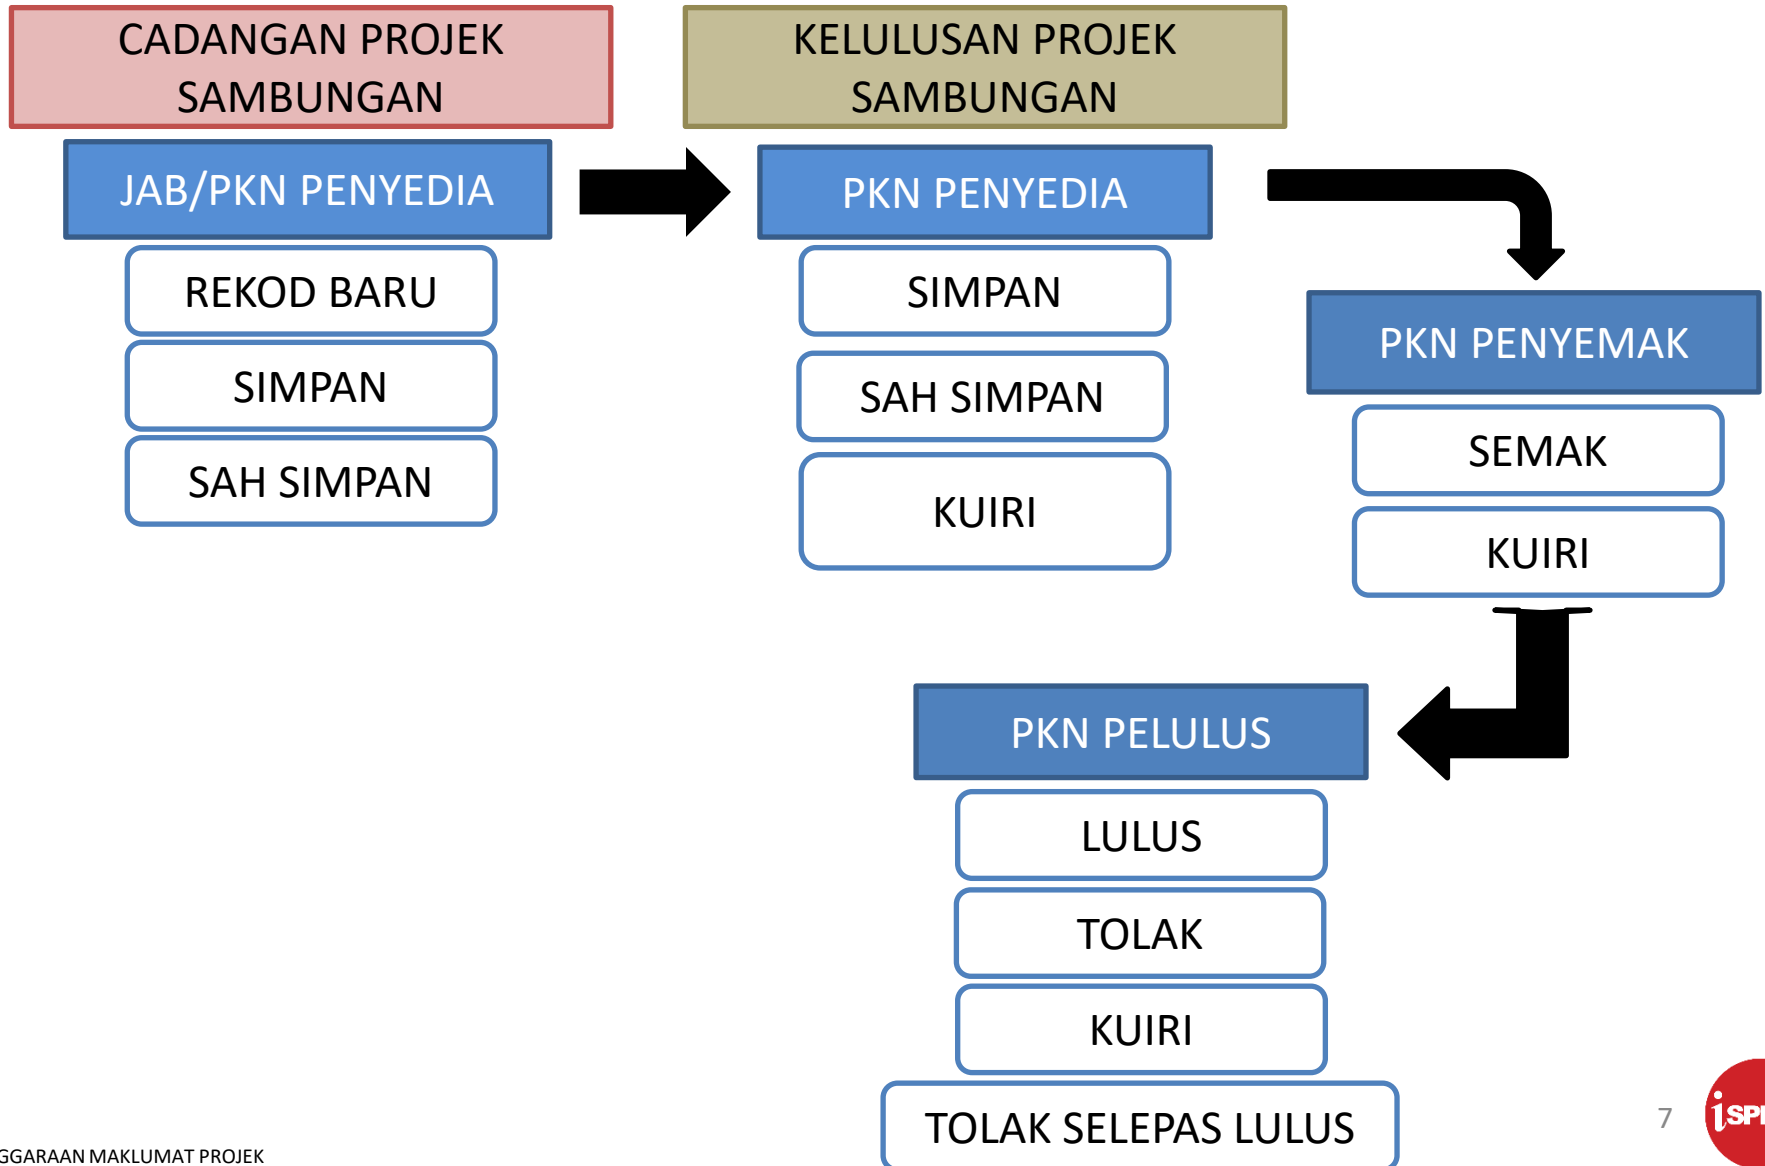 CADANGAN PROJEK
SAMBUNGAN
JAB/PKN PENYEDIA
REKOD BARU
SIMPAN
SAH SIMPAN
KELULUSAN PROJEK
SAMBUNGAN
PKN PENYEDIA
SIMPAN
SAH SIMPAN
KUIRI
PKN PENYEMAK
SEMAK
KUIRI
PKN PELULUS
LULUS
TOLAK
KUIRI
TOLAK SELEPAS LULUS
7
MAKLUMAT PROJEK